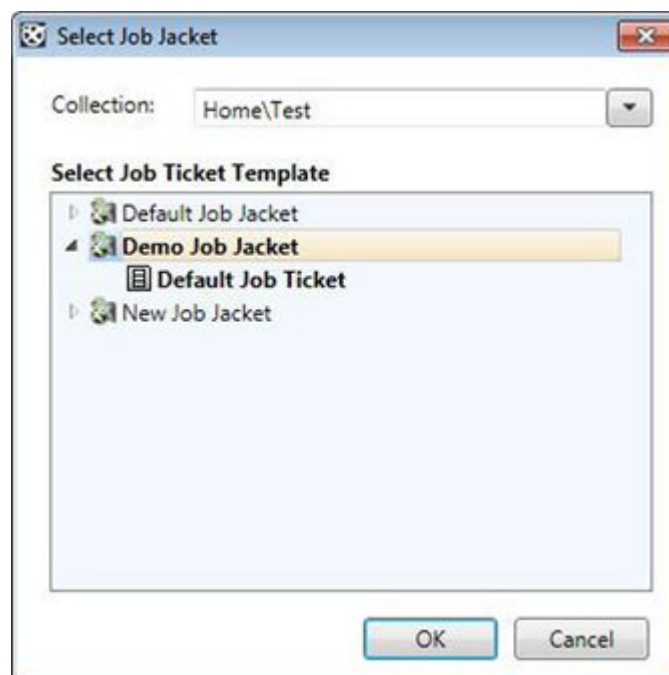 Select Job Jacket
Collection: Home\Test
Select Job Ticket Template
Default Job Jacket
Demo Job Jacket
Default Job Ticket
New Job Jacket
OK Cancel